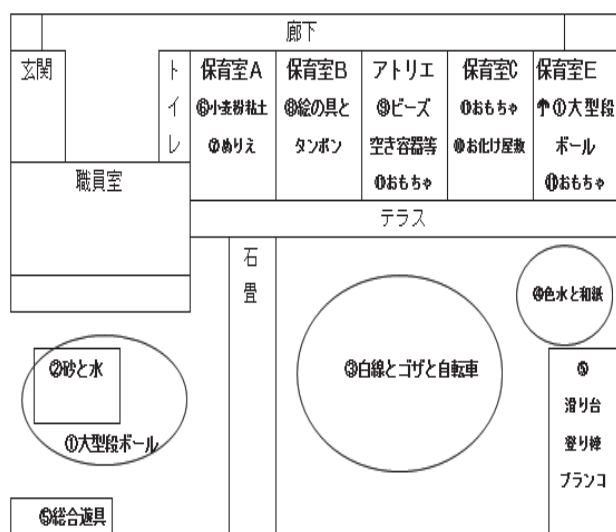 廊下
玄関
トイレ
保育室A
⑥小麦粉粘土
⑦ぬりえ
保育室B
⑧絵の具と
タンポン
アトリエ
⑨ビーズ
空き容器等
⑪おもちゃ
保育室C
⑪おもちゃ
⑩お化け屋敷
保育室E
↑①大型段
ボール
⑪おもちゃ
職員室
テラス
石畳
④色水と和紙
②砂と水
①大型段ボール
③白線とゴザと自転車
⑤
滑り台
登り棒
ブランコ
⑤総合遊具